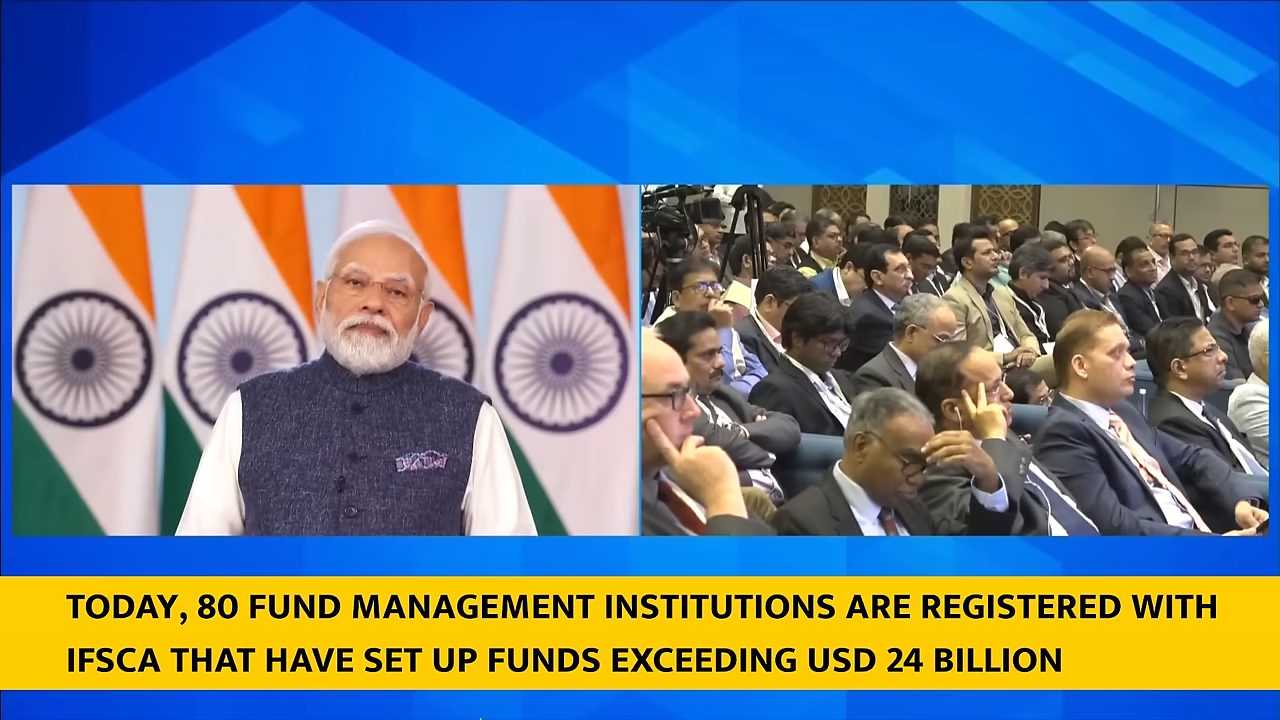 TODAY, 80 FUND MANAGEMENT INSTITUTIONS ARE REGISTERED WITH
IFSCA THAT HAVE SET UP FUNDS EXCEEDING USD 24 BILLION